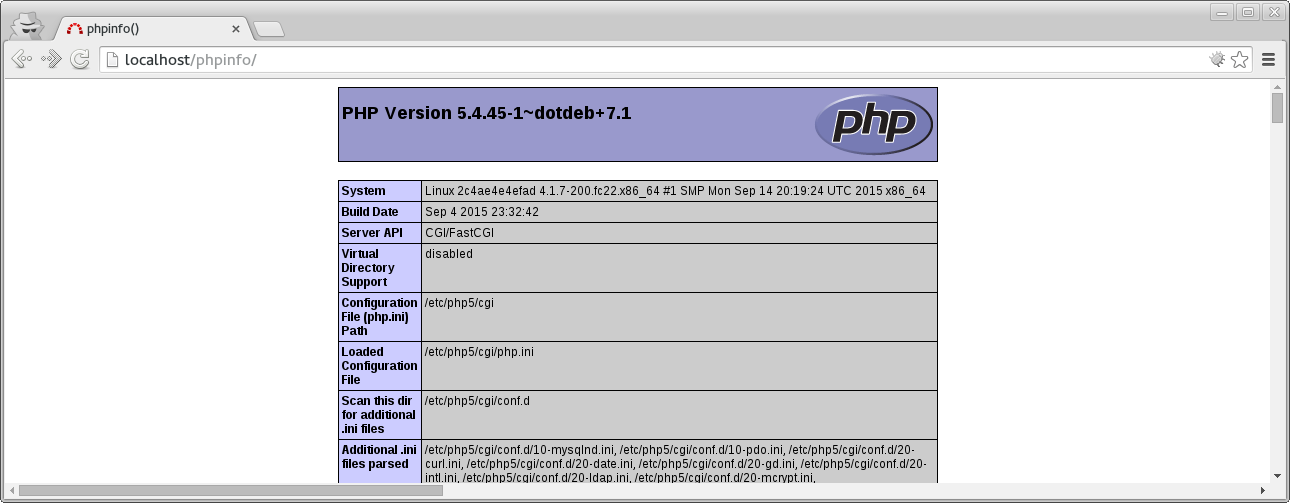 phpinfo()
localhost/phpinfo/
PHP Version 5.4.45-1~dotdeb+7.1
php
System
Linux 2c4ae4e4efad 4.1.7-200.fc22.x86_64 #1 SMP Mon Sep 14 20:19:24 UTC 2015 x86_64
Build Date
Sep 4 2015 23:32:42
Server API
CGI/FastCGI
Virtual
Directory
Support
disabled
Configuration
File (php.ini)
Path
/etc/php5/cgi
Loaded
Configuration
File
/etc/php5/cgi/php.ini
Scan this dir
for additional
.ini files
/etc/php5/cgi/conf.d
Additional .ini
files parsed
/etc/php5/cgi/conf.d/10-mysqlnd.ini, /etc/php5/cgi/conf.d/10-pdo.ini, /etc/php5/cgi/conf.d/20-
curl.ini, /etc/php5/cgi/conf.d/20-date.ini, /etc/php5/cgi/conf.d/20-gd.ini, /etc/php5/cgi/conf.d/20-
intl.ini, /etc/php5/cgi/conf.d/20-ldap.ini, /etc/php5/cgi/conf.d/20-mcrypt.ini,